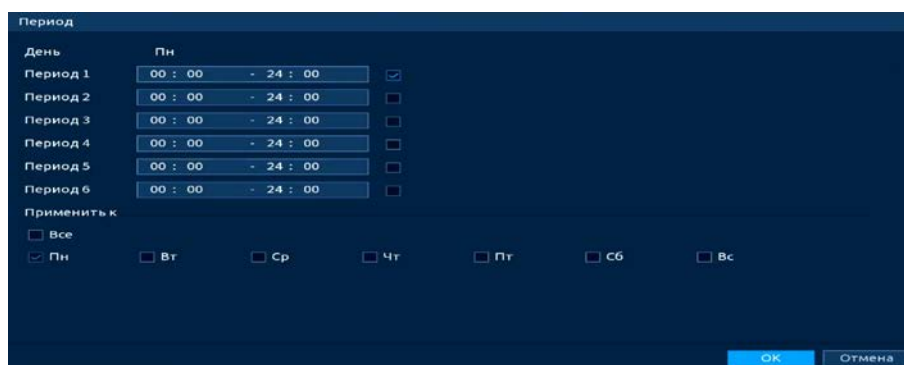 Период
День Пн
Период 1 00 : 00 - 24 : 00
Период 2 00 : 00 - 24 : 00
Период 3 00 : 00 - 24 : 00
Период 4 00 : 00 - 24 : 00
Период 5 00 : 00 - 24 : 00
Период 6 00 : 00 - 24 : 00
Применить к
Все
Пн Вт Ср Чт Пт Сб Вс
OK Отмена